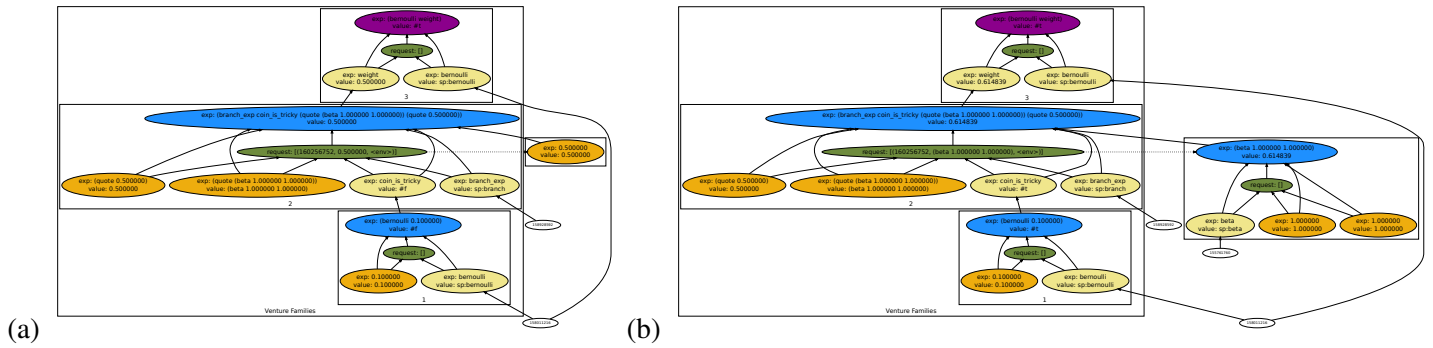 exp: (bernoulli weight)
value: #t
request: []
exp: weight
value: 0.500000
exp: bernoulli
value: sp:bernoulli
3
exp: (branch_exp coin_is_tricky (quote (beta 1.000000 1.000000)) (quote 0.500000))
value: 0.500000
exp: 0.500000
value: 0.500000
request: [(160256752, 0.500000, <env>)]
exp: (quote 0.500000)
value: 0.500000
exp: (quote (beta 1.000000 1.000000))
value: (beta 1.000000 1.000000)
exp: coin_is_tricky
value: #f
exp: branch_exp
value: sp:branch
2
exp: (bernoulli 0.100000)
value: #f
request: []
exp: 0.100000
value: 0.100000
exp: bernoulli
value: sp:bernoulli
1
Venture Families
(a)
exp: (bernoulli weight)
value: #t
request: []
exp: weight
value: 0.614839
exp: bernoulli
value: sp:bernoulli
3
exp: (branch_exp coin_is_tricky (quote (beta 1.000000 1.000000)) (quote 0.500000))
value: 0.614839
request: [(160256752, (beta 1.000000 1.000000), <env>)]
exp: (beta 1.000000 1.000000)
value: 0.614839
exp: (quote 0.500000)
value: 0.500000
exp: (quote (beta 1.000000 1.000000))
value: (beta 1.000000 1.000000)
exp: coin_is_tricky
value: #t
exp: branch_exp
value: sp:branch
2
request: []
exp: beta
value: sp:beta
exp: 1.000000
value: 1.000000
exp: 1.000000
value: 1.000000
exp: (bernoulli 0.100000)
value: #t
request: []
exp: 0.100000
value: 0.100000
exp: bernoulli
value: sp:bernoulli
1
Venture Families
(b)